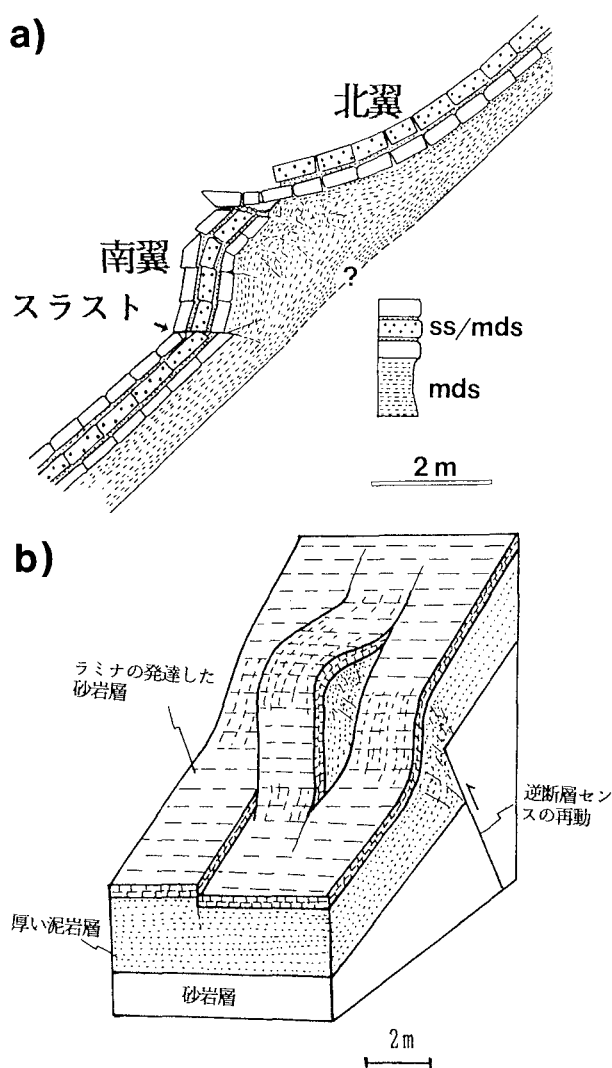 a)
北翼
南翼
スラスト
?
ss/mds
mds
2 m
b)
ラミナの発達した
砂岩層
逆断層セン
スの再動
厚い泥岩層
砂岩層
2m